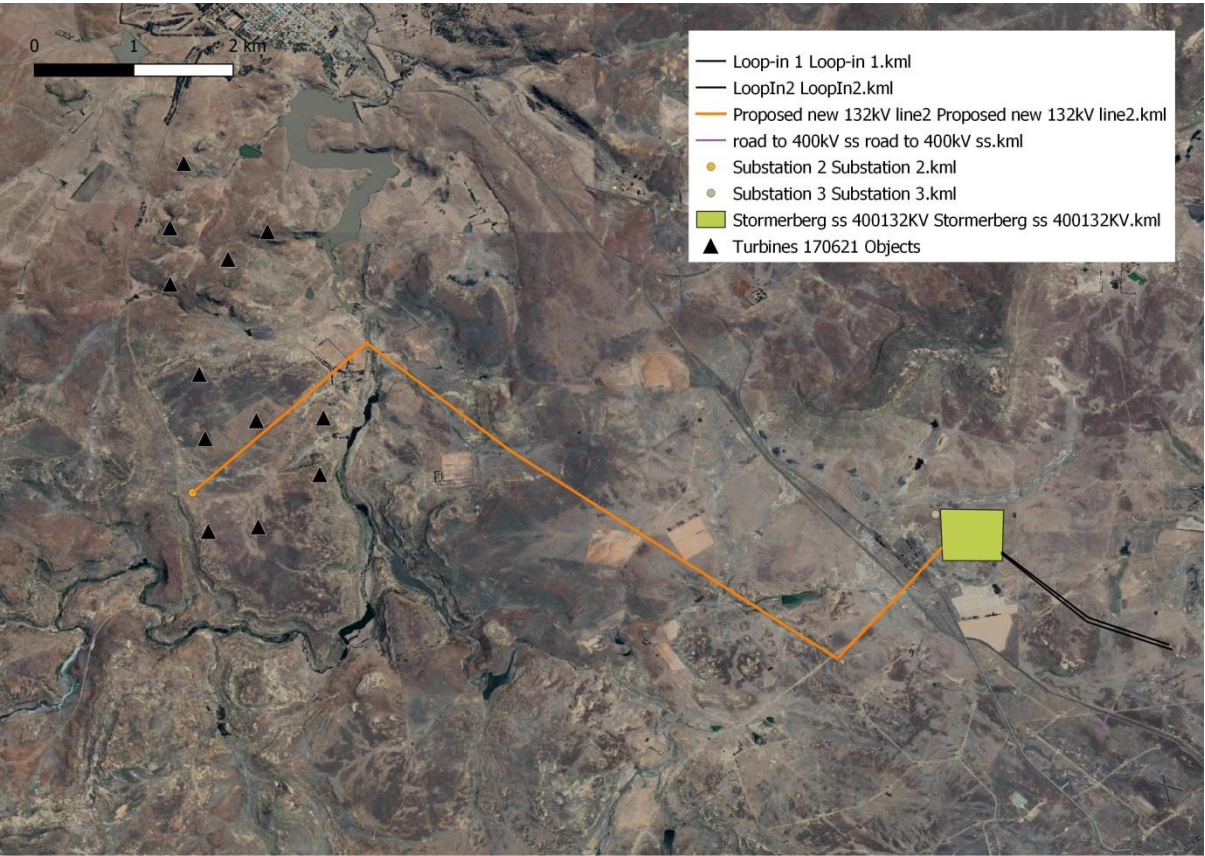 0 1 2 km
Loop-in 1 Loop-in 1.kml
LoopIn2 LoopIn2.kml
Proposed new 132kV line2 Proposed new 132kV line2.kml
road to 400kV ss road to 400kV ss.kml
Substation 2 Substation 2.kml
Substation 3 Substation 3.kml
Stormerberg ss 400132KV Stormerberg ss 400132KV.kml
Turbines 170621 Objects